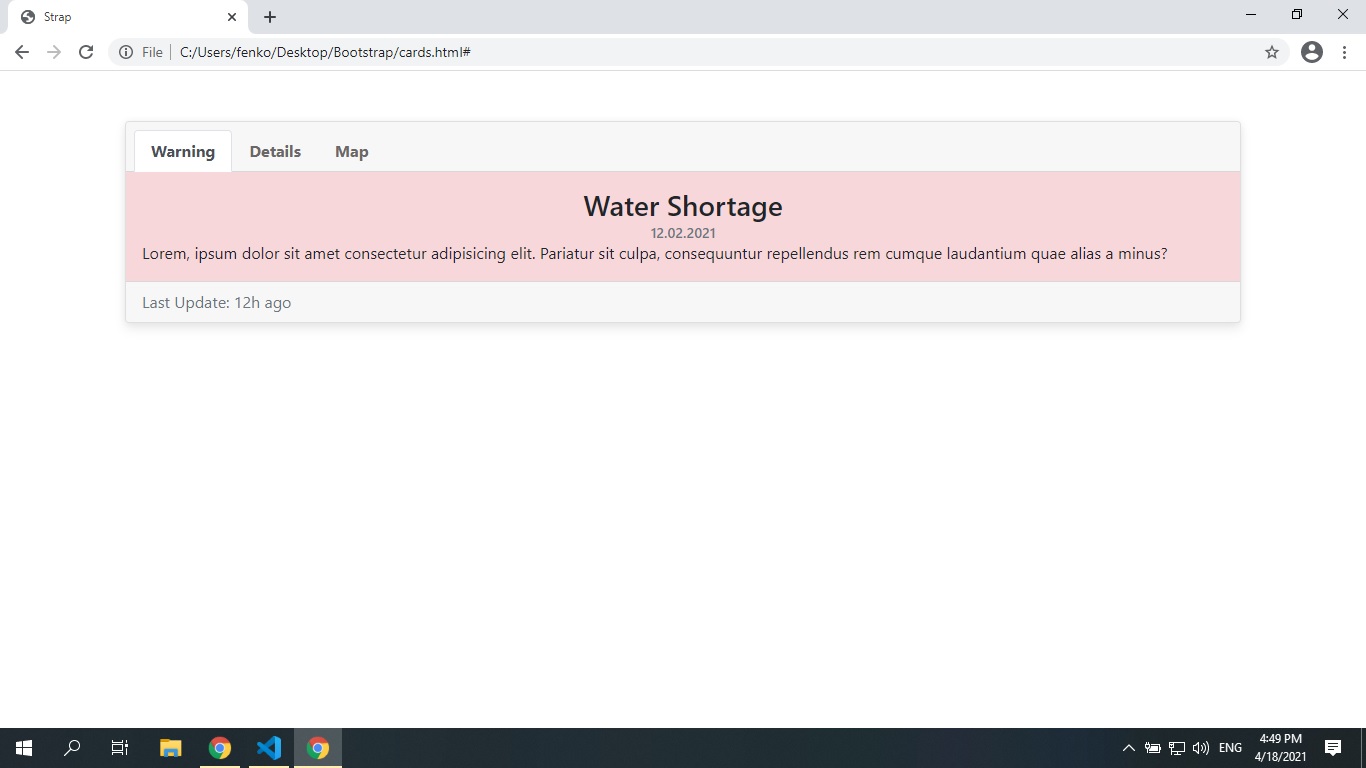 Strap
File
C:/Users/fenko/Desktop/Bootstrap/cards.html#
Warning Details Map
Water Shortage
12.02.2021
Lorem, ipsum dolor sit amet consectetur adipisicing elit. Pariatur sit culpa, consequuntur repellendus rem cumque laudantium quae alias a minus?
Last Update: 12h ago
ENG
4:49 PM
4/18/2021